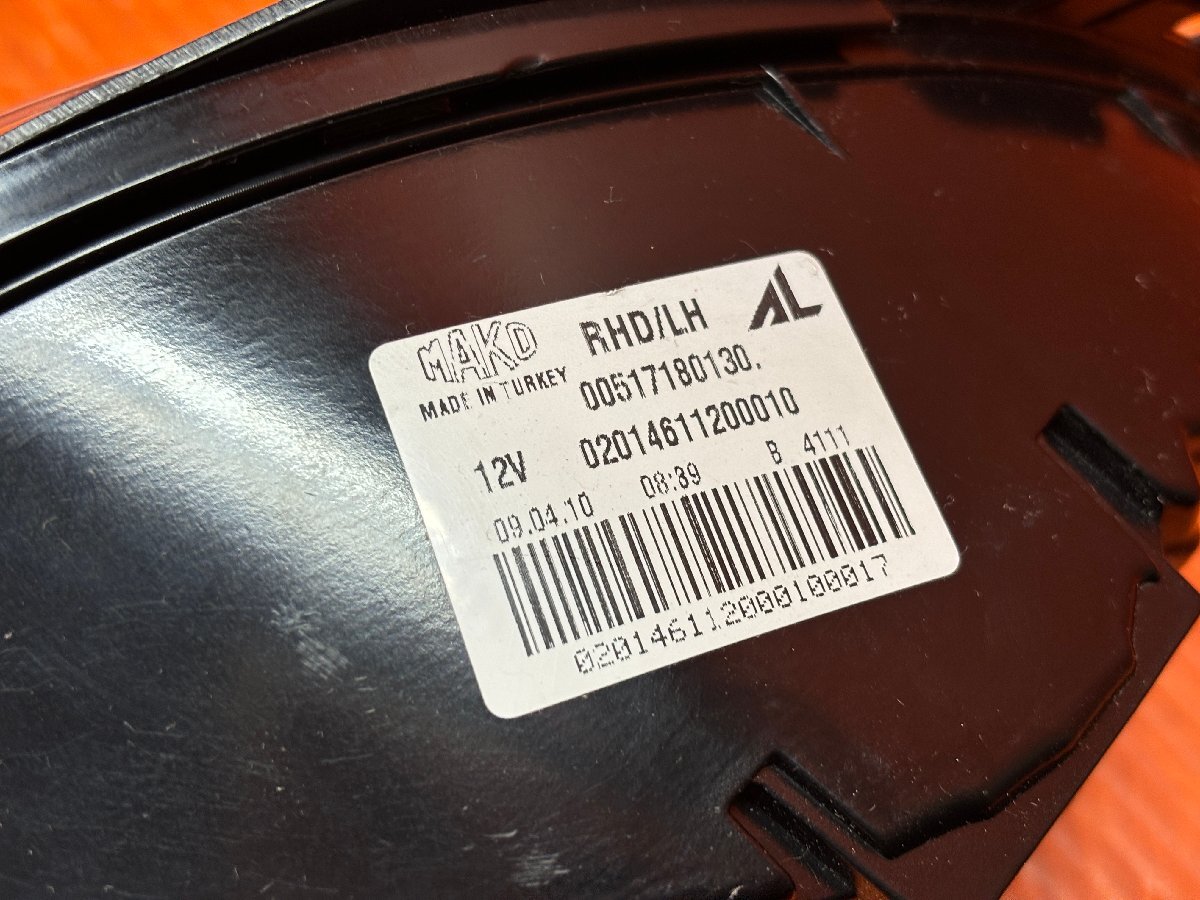 MAKO
MADE IN TURKEY
RHD/LH
AL
00517180130.
12V
02014611200010
09.04.10 08:39 B 4111
020146112000100017